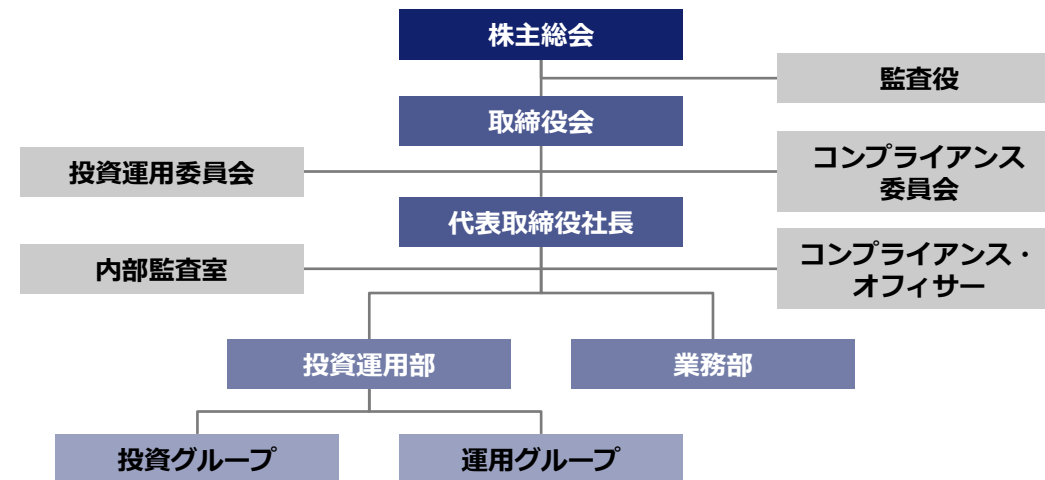 株主総会
監査役
取締役会
投資運用委員会
コンプライアンス
委員会
代表取締役社長
内部監査室
コンプライアンス・
オフィサー
投資運用部
業務部
投資グループ
運用グループ